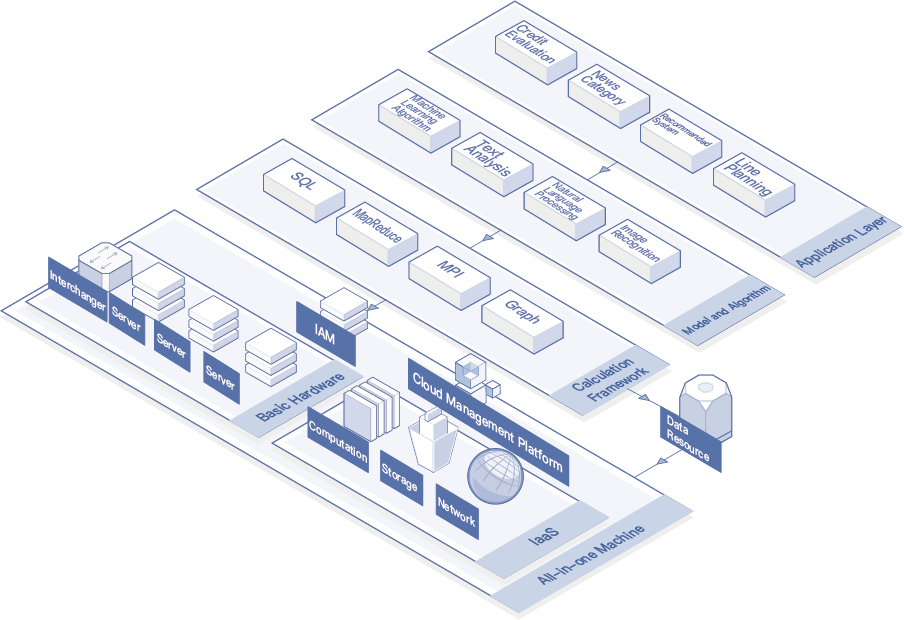 Credit
Evaluation
News
Category
Recommended
System
Line
Planning
Application Layer
Machine
Learning
Algorithm
Text
Analysis
Natural
Language
Processing
Image
Recngnition
Model and Algorithm
SQL
MapReduce
MPI
Graph
Calculation
Framework
Interchanger
Server
Server
Server
Basic Hardware
IAM
Cloud Management Platform
Computation
Storage
Network
IaaS
All-in-one Machine
Data
Resource